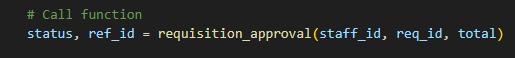 # Call function
status, ref_id = requisition_approval(staff_id, req_id, total)